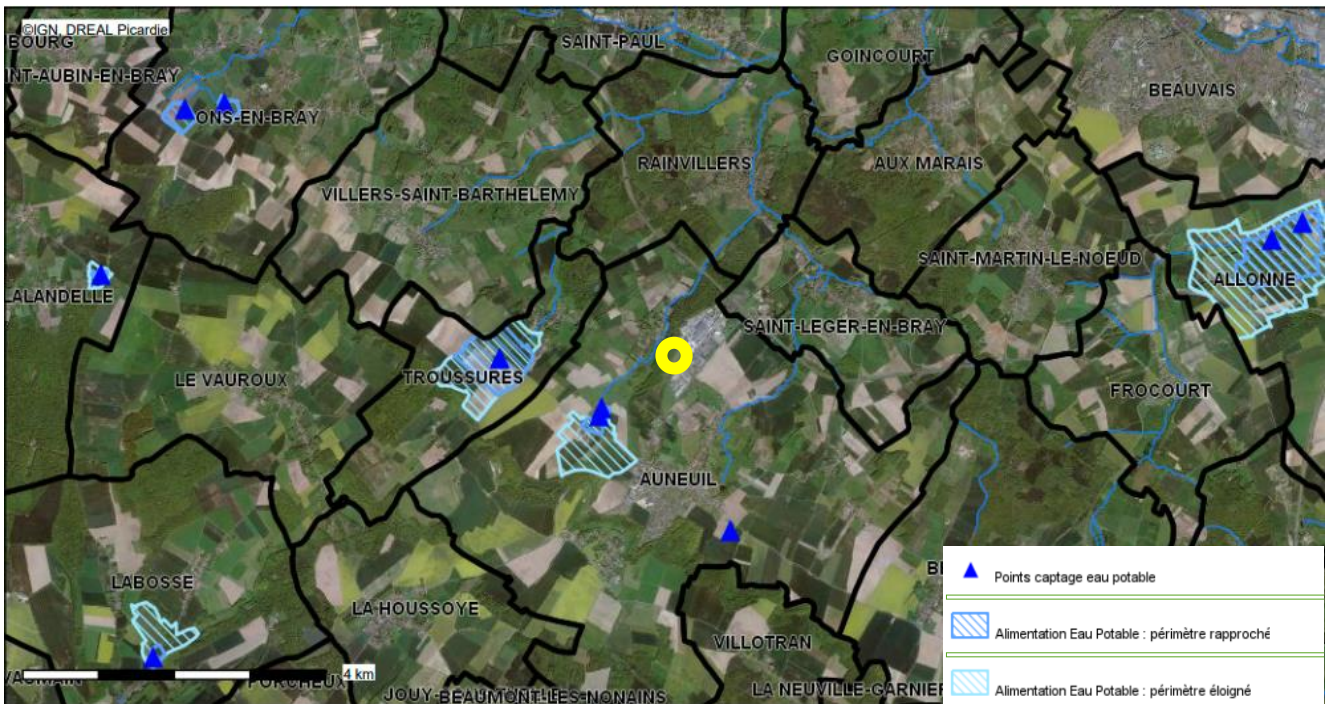 ©IGN, DREAL Picardie
BOURG
SAINT-PAUL
GOINCOURT
INT-AUBIN-EN-BRAY
BEAUVAIS
ONS-EN-BRAY
RAINVILLERS
AUX MARAIS
VILLERS-SAINT-BARTHELEMY
SAINT-MARTIN-LE-NOEUD
ALLONNE
LALANDELLE
SAINT-LEGER-EN-BRAY
LE VAUROUX
TROUSSURES
FROCOURT
AUNEUIL
LABOSSE
LA HOUSSOYE
VILLOTRAN
4 km
PORCHEUX
BEAUMONT-LES-NONAINS
LA NEUVILLE-GARNIER
Points captage eau potable
Alimentation Eau Potable : périmètre rapproché
Alimentation Eau Potable : périmètre éloigné